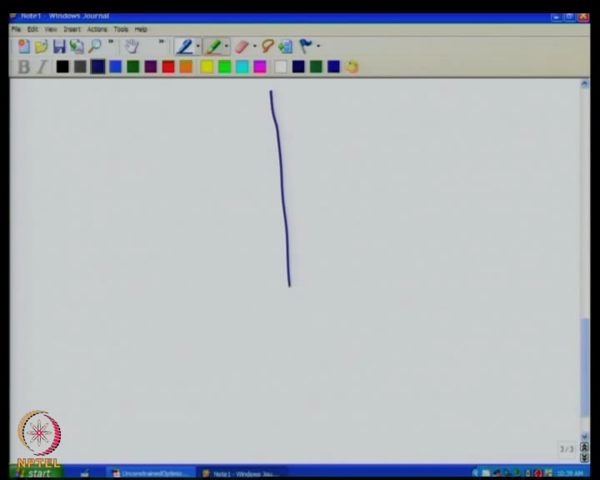 Note1 - Windows Journal
File Edit View Insert Actions Tools Help
B I
3/3
NPTEL
start
Note1 - Windows Jou...